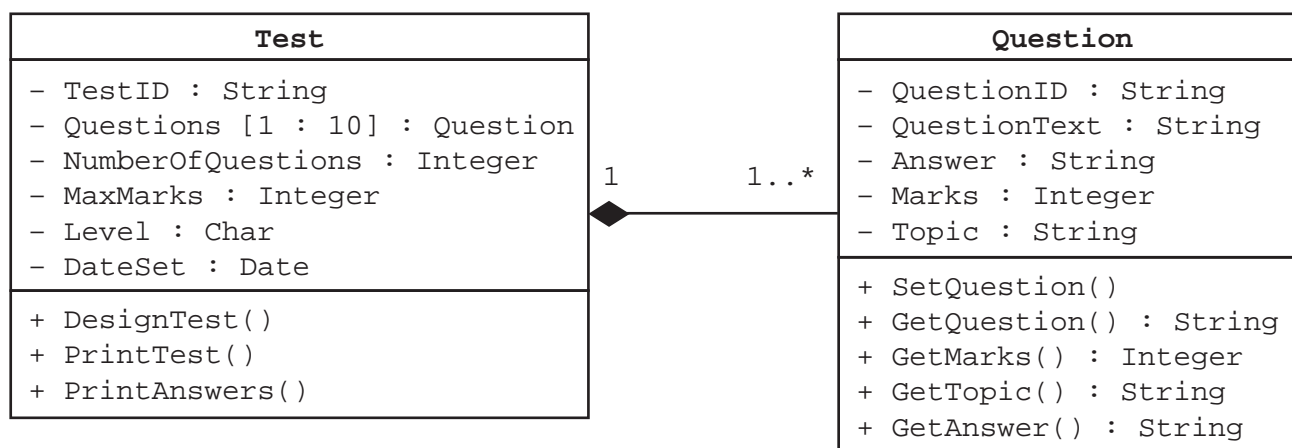 Test
– TestID : String
– Questions [1 : 10] : Question
– NumberOfQuestions : Integer
– MaxMarks : Integer
– Level : Char
– DateSet : Date
+ DesignTest()
+ PrintTest()
+ PrintAnswers()
1
1..*
Question
– QuestionID : String
– QuestionText : String
– Answer : String
– Marks : Integer
– Topic : String
+ SetQuestion()
+ GetQuestion() : String
+ GetMarks() : Integer
+ GetTopic() : String
+ GetAnswer() : String